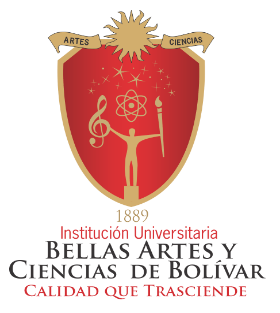 ARTES CIENCIAS
1889
Institución Universitaria
BELLAS ARTES Y
CIENCIAS DE BOLÍVAR
CALIDAD QUE TRASCIENDE